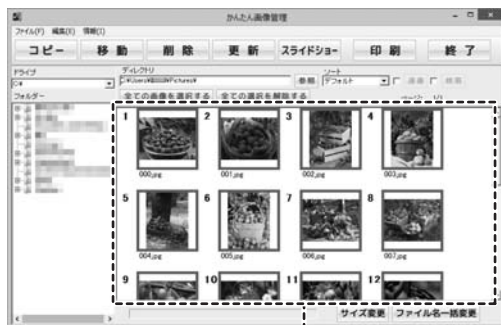 かんたん画像管理
ファイル(F) 編集(E) 情報(I)
コピー 移動 削除 更新 スライドショー 印刷 終了
ドライブ ディレクトリ ソート
参照 デフォルト
フォルダー 全ての画像を選択する 全ての選択を解除する 1/1
1 2 3 4
000.jpg 001.jpg 002.jpg 003.jpg
5 6 7 8
004.jpg 005.jpg 006.jpg 007.jpg
9 10 11 12
サイズ変更 ファイル名一括変更